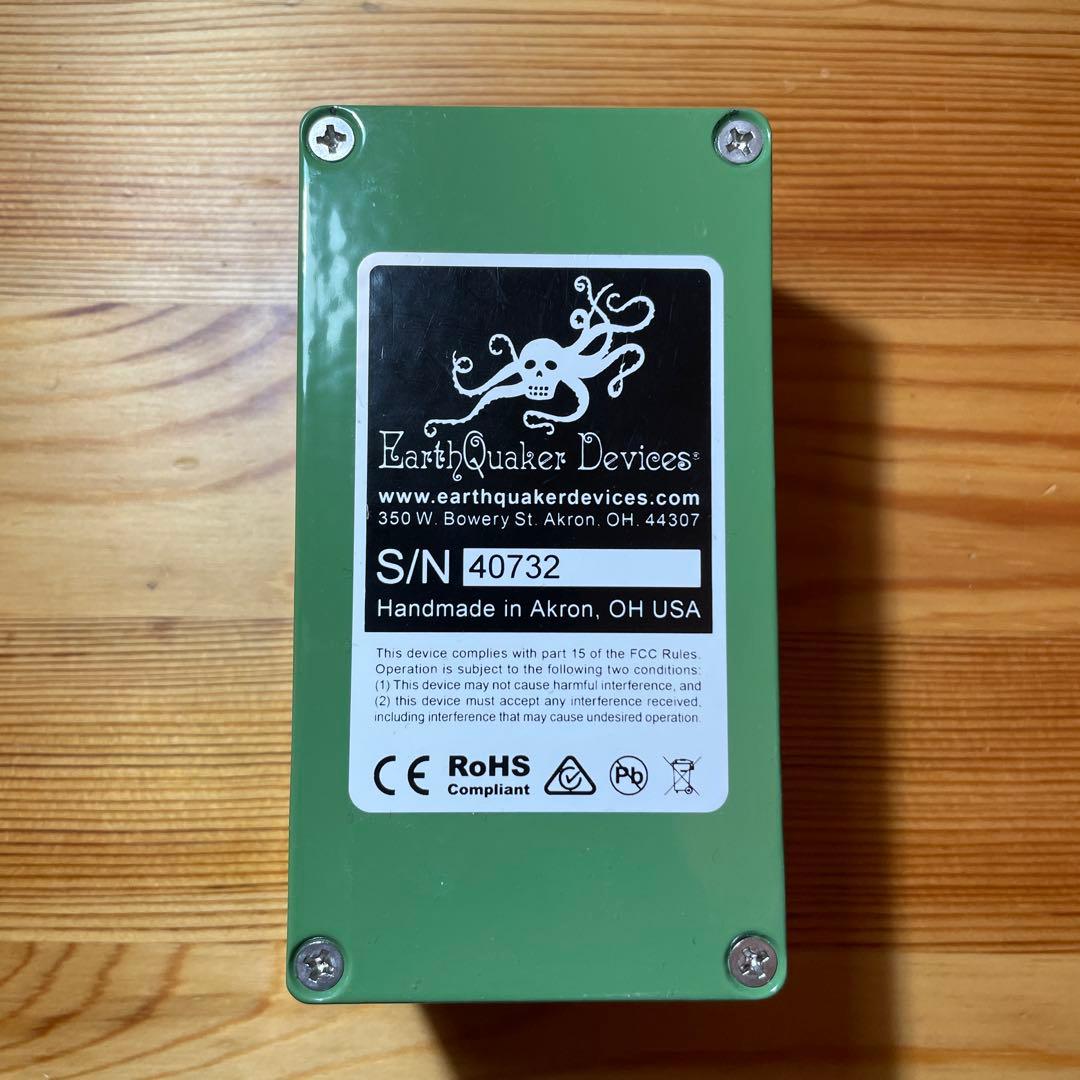 EarthQuaker Devices®
www.earthquakerdevices.com
350 W. Bowery St. Akron, OH. 44307
S/N 40732
Handmade in Akron, OH USA
This device complies with part 15 of the FCC Rules.
Operation is subject to the following two conditions:
(1) This device may not cause harmful interference, and
(2) this device must accept any interference received,
including interference that may cause undesired operation.
CE RoHS Pb
Compliant